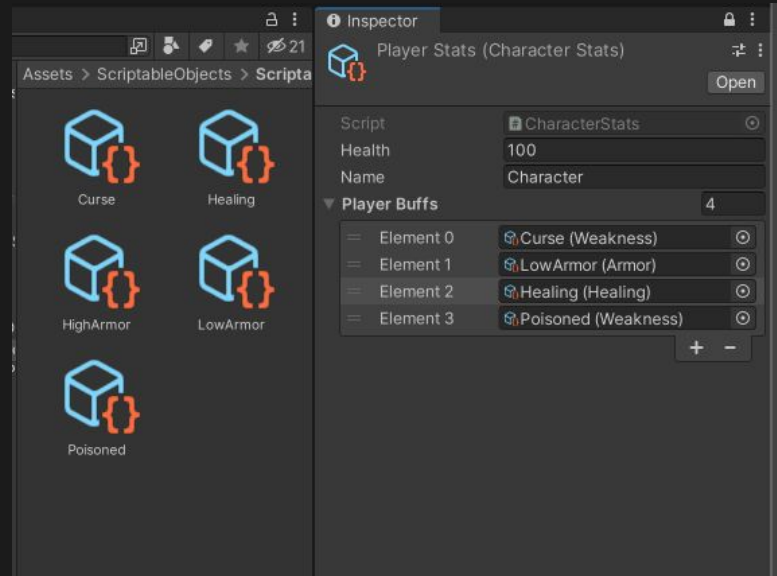 21
Assets > ScriptableObjects > Scripta
Curse
Healing
HighArmor
LowArmor
Poisoned
Inspector
Player Stats (Character Stats)
Open
Script
CharacterStats
Health
100
Name
Character
Player Buffs
4
Element 0
Curse (Weakness)
Element 1
LowArmor (Armor)
Element 2
Healing (Healing)
Element 3
Poisoned (Weakness)